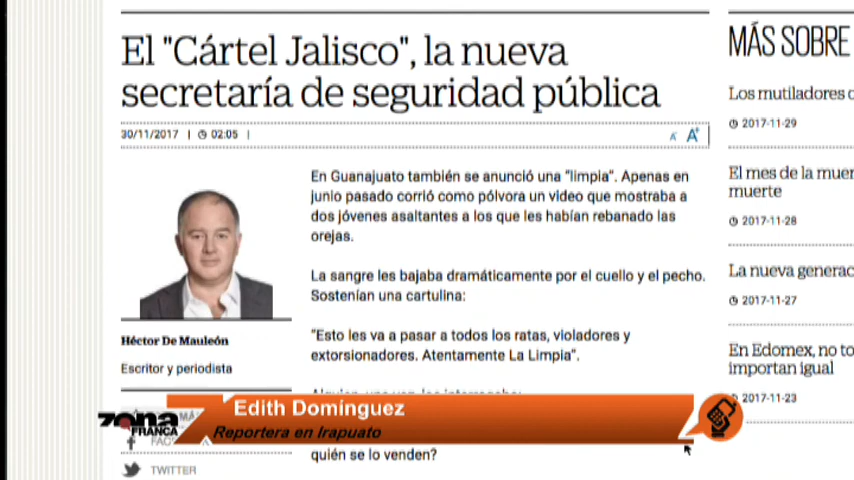 El "Cártel Jalisco", la nueva
secretaría de seguridad pública
30/11/2017 | 02:05 |
A A+
En Guanajuato también se anunció una "limpia". Apenas en
junio pasado corrió como pólvora un video que mostraba a
dos jóvenes asaltantes a los que les habían rebanado las
orejas.
La sangre les bajaba dramáticamente por el cuello y el pecho.
Sostenían una cartulina:
"Esto les va a pasar a todos los ratas, violadores y
extorsionadores. Atentamente La Limpia".
quién se lo venden?
Héctor De Mauleón
Escritor y periodista
TWITTER
MÁS SOBRE
Los mutiladores
2017-11-29
El mes de la
muerte
2017-11-28
La nueva
2017-11-27
En Edomex, no
importan igual
2017-11-23
zona
FRANCA
Edith Domínguez
Reportera en Irapuato